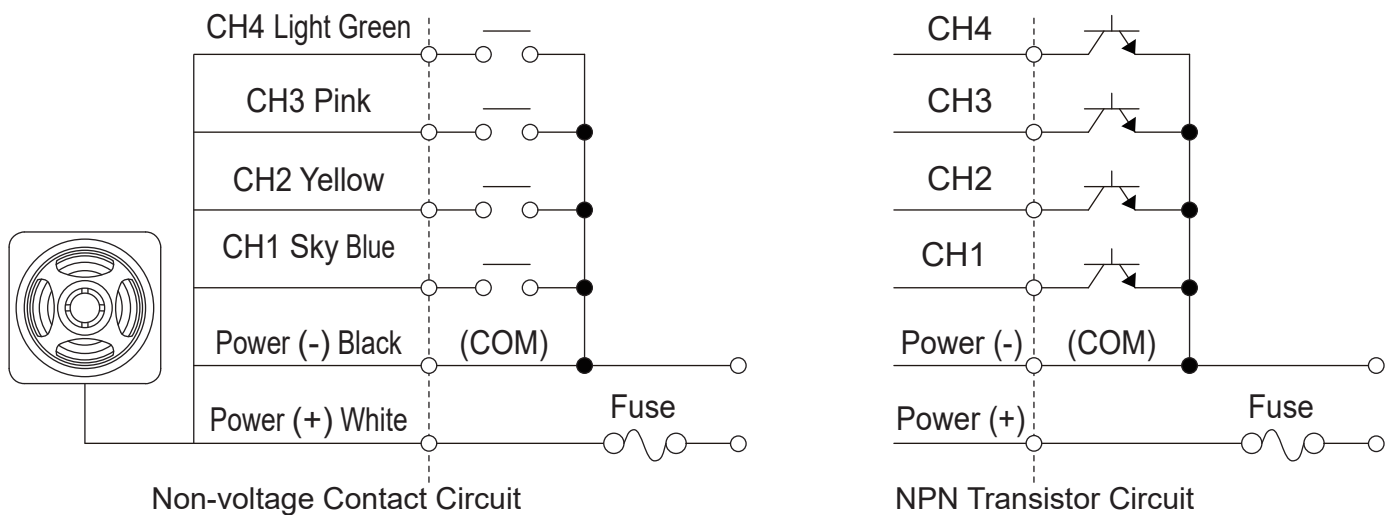 CH4 Light Green
CH3 Pink
CH2 Yellow
CH1 Sky Blue
Power (-) Black (COM)
Power (+) White Fuse
Non-voltage Contact Circuit
CH4
CH3
CH2
CH1
Power (-) (COM)
Power (+) Fuse
NPN Transistor Circuit